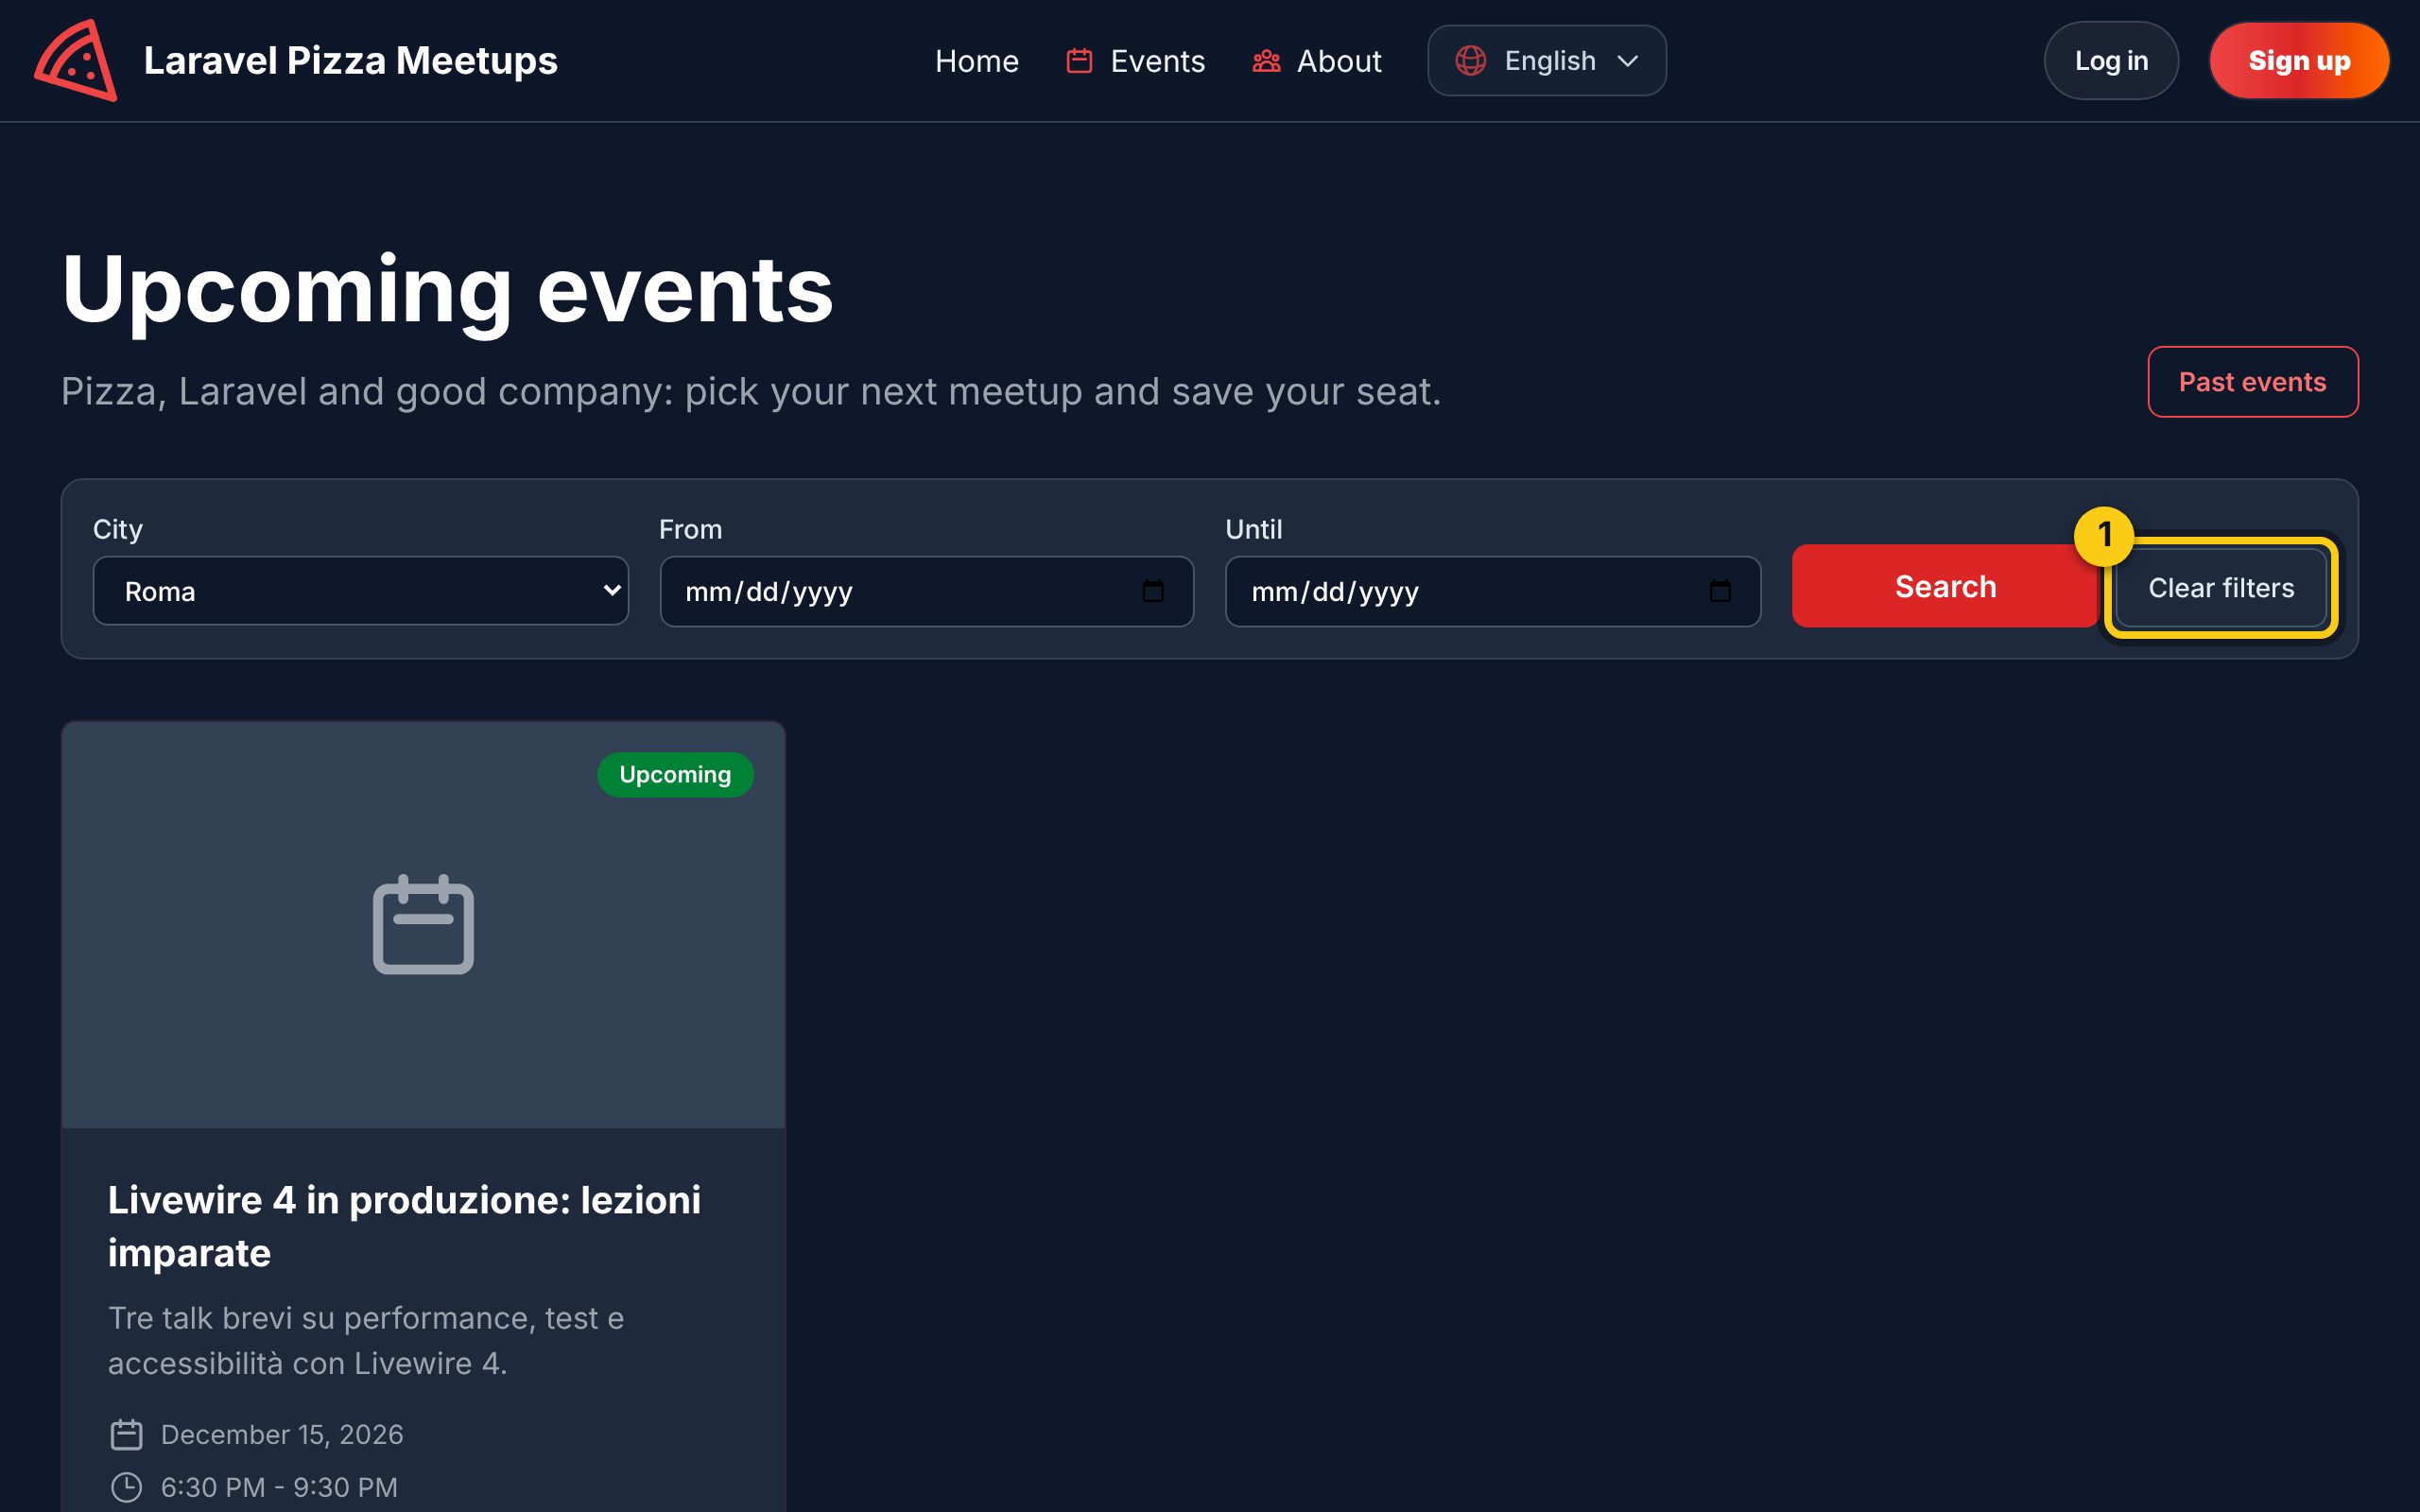 Laravel Pizza Meetups
Home Events About English Log in Sign up
Upcoming events
Pizza, Laravel and good company: pick your next meetup and save your seat.
Past events
City From Until
Roma mm/dd/yyyy mm/dd/yyyy Search 1 Clear filters
Upcoming
Livewire 4 in produzione: lezioni
imparate
Tre talk brevi su performance, test e
accessibilità con Livewire 4.
December 15, 2026
6:30 PM - 9:30 PM